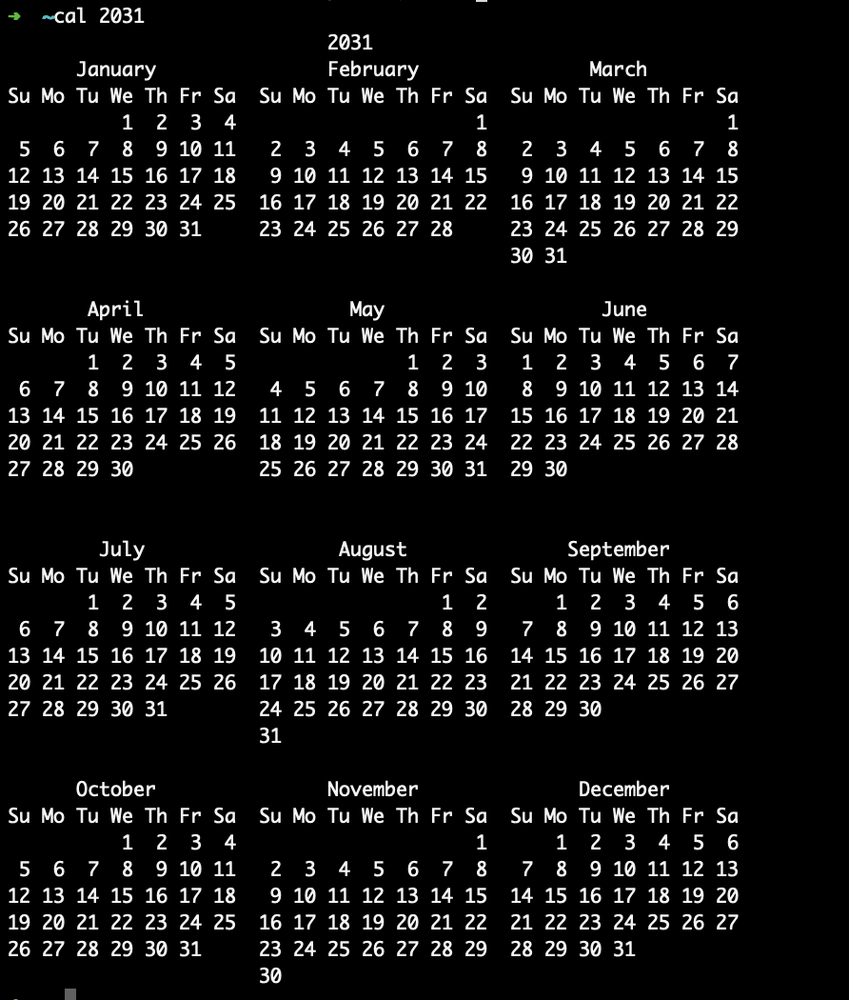 ➜  ~cal 2031
                            2031
      January               February               March
Su Mo Tu We Th Fr Sa  Su Mo Tu We Th Fr Sa  Su Mo Tu We Th Fr Sa
          1  2  3  4                     1                     1
 5  6  7  8  9 10 11   2  3  4  5  6  7  8   2  3  4  5  6  7  8
12 13 14 15 16 17 18   9 10 11 12 13 14 15   9 10 11 12 13 14 15
19 20 21 22 23 24 25  16 17 18 19 20 21 22  16 17 18 19 20 21 22
26 27 28 29 30 31     23 24 25 26 27 28     23 24 25 26 27 28 29
                                            30 31

       April                  May                   June
Su Mo Tu We Th Fr Sa  Su Mo Tu We Th Fr Sa  Su Mo Tu We Th Fr Sa
       1  2  3  4  5               1  2  3   1  2  3  4  5  6  7
 6  7  8  9 10 11 12   4  5  6  7  8  9 10   8  9 10 11 12 13 14
13 14 15 16 17 18 19  11 12 13 14 15 16 17  15 16 17 18 19 20 21
20 21 22 23 24 25 26  18 19 20 21 22 23 24  22 23 24 25 26 27 28
27 28 29 30           25 26 27 28 29 30 31  29 30

        July                 August              September
Su Mo Tu We Th Fr Sa  Su Mo Tu We Th Fr Sa  Su Mo Tu We Th Fr Sa
       1  2  3  4  5                  1  2      1  2  3  4  5  6
 6  7  8  9 10 11 12   3  4  5  6  7  8  9   7  8  9 10 11 12 13
13 14 15 16 17 18 19  10 11 12 13 14 15 16  14 15 16 17 18 19 20
20 21 22 23 24 25 26  17 18 19 20 21 22 23  21 22 23 24 25 26 27
27 28 29 30 31        24 25 26 27 28 29 30  28 29 30
                      31

      October               November              December
Su Mo Tu We Th Fr Sa  Su Mo Tu We Th Fr Sa  Su Mo Tu We Th Fr Sa
          1  2  3  4                     1      1  2  3  4  5  6
 5  6  7  8  9 10 11   2  3  4  5  6  7  8   7  8  9 10 11 12 13
12 13 14 15 16 17 18   9 10 11 12 13 14 15  14 15 16 17 18 19 20
19 20 21 22 23 24 25  16 17 18 19 20 21 22  21 22 23 24 25 26 27
26 27 28 29 30 31     23 24 25 26 27 28 29  28 29 30 31
                      30